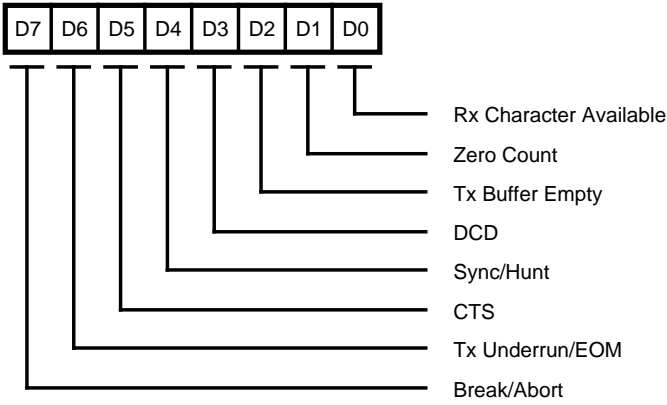 D7 D6 D5 D4 D3 D2 D1 D0
Rx Character Available
Zero Count
Tx Buffer Empty
DCD
Sync/Hunt
CTS
Tx Underrun/EOM
Break/Abort